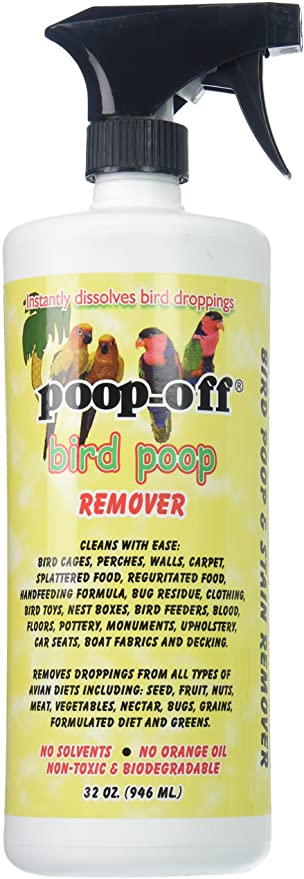 Instantly dissolves bird droppings
poop-off®
bird poop
REMOVER
CLEANS WITH EASE:
BIRD CAGES, PERCHES, WALLS, CARPET,
SPLATTERED FOOD, REGURITATED FOOD,
HANDFEEDING FORMULA, BUG RESIDUE, CLOTHING,
BIRD TOYS, NEST BOXES, BIRD FEEDERS, BLOOD,
FLOORS, POTTERY, MONUMENTS, UPHOLSTERY,
CAR SEATS, BOAT FABRICS AND DECKING.
REMOVES DROPPINGS FROM ALL TYPES OF
AVIAN DIETS INCLUDING: SEED, FRUIT, NUTS,
MEAT, VEGETABLES, NECTAR, BUGS, GRAINS,
FORMULATED DIET AND GREENS.
NO SOLVENTS • NO ORANGE OIL
NON-TOXIC & BIODEGRADABLE
32 OZ. (946 ML.)
BIRD POOP & STAIN REMOVER